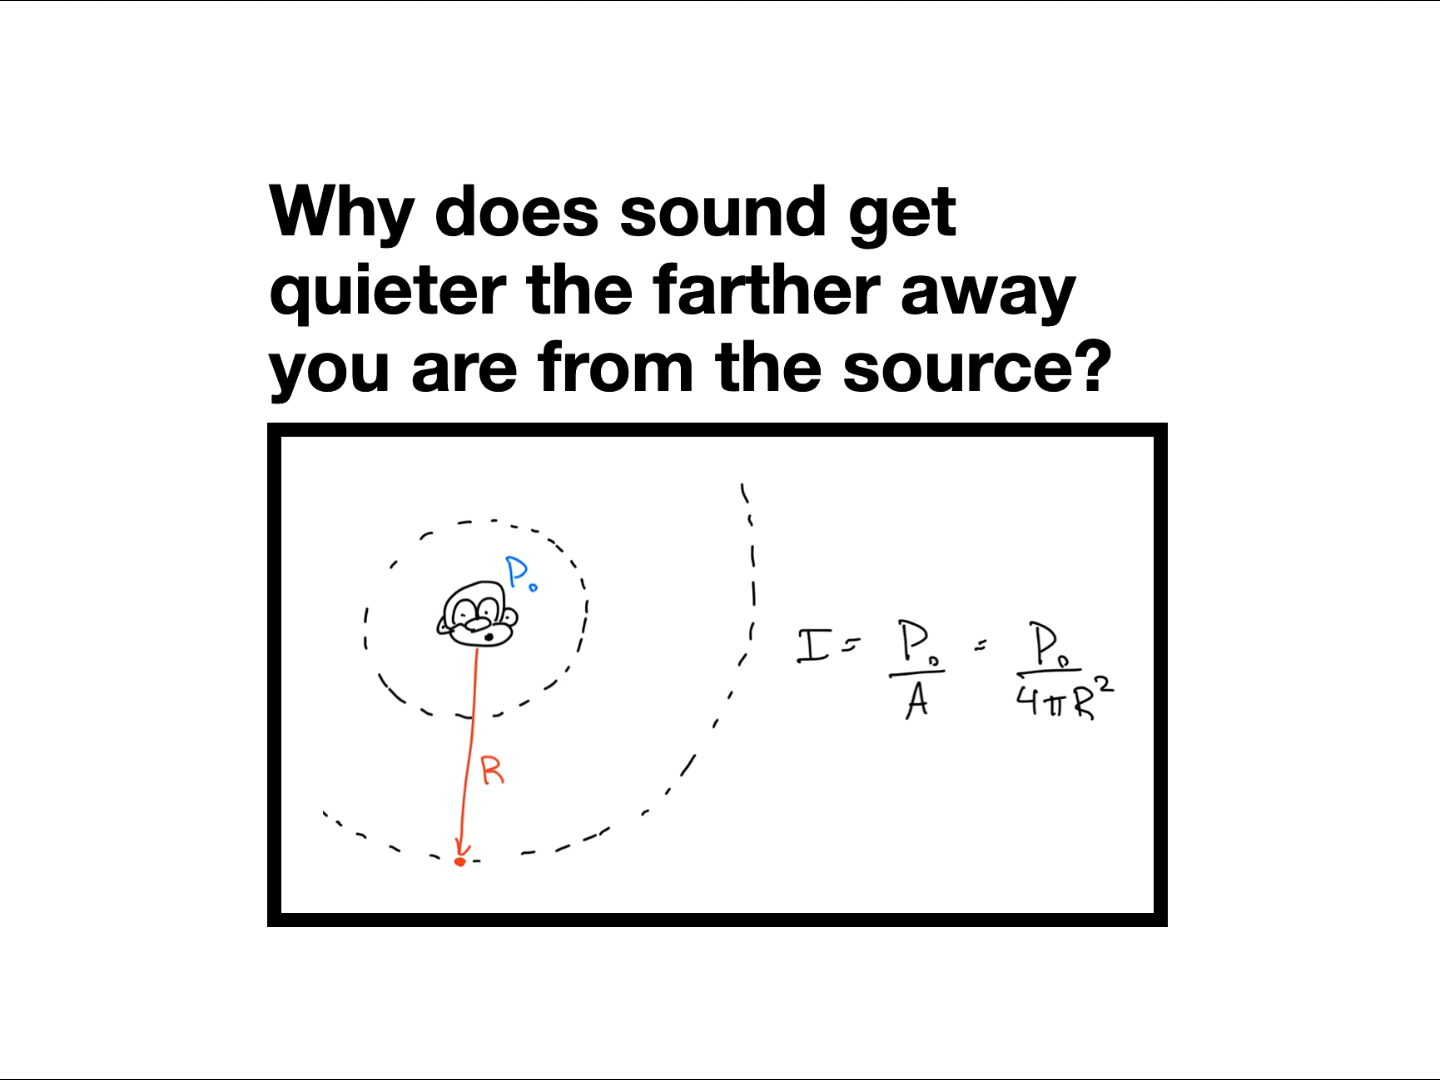 Why does sound get
quieter the farther away
you are from the source?
P₀
R
I = P₀/A = P₀/4πR²